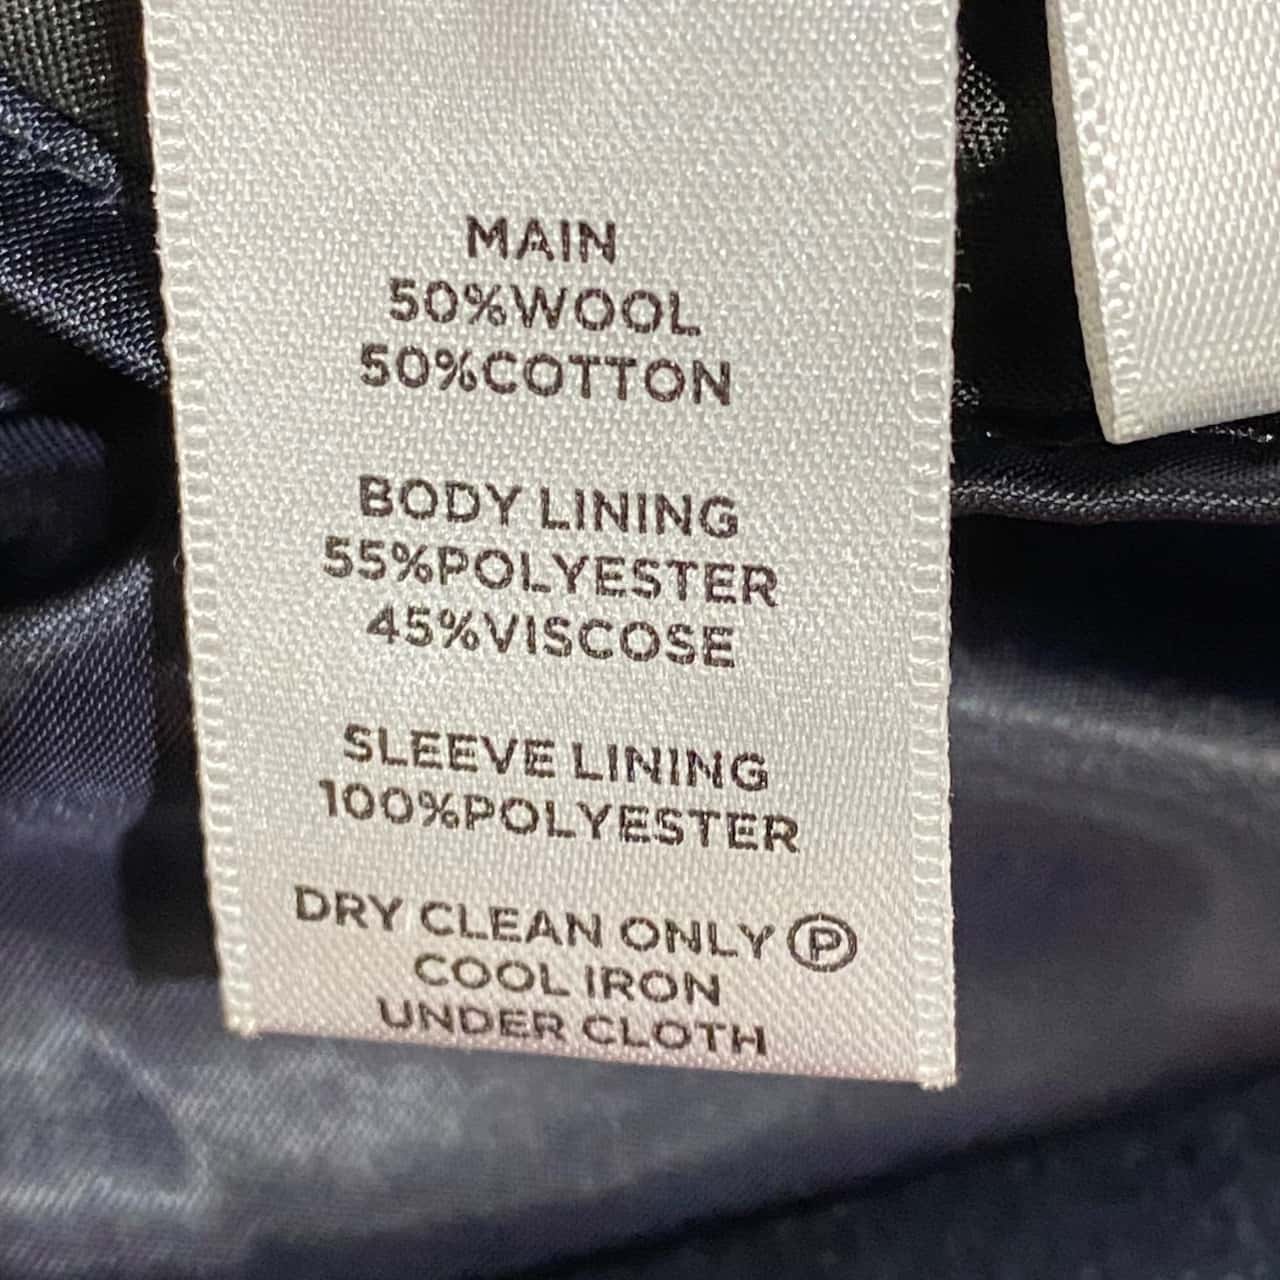 MAIN
50%WOOL
50%COTTON
BODY LINING
55%POLYESTER
45%VISCOSE
SLEEVE LINING
100%POLYESTER
DRY CLEAN ONLY Ⓟ
COOL IRON
UNDER CLOTH